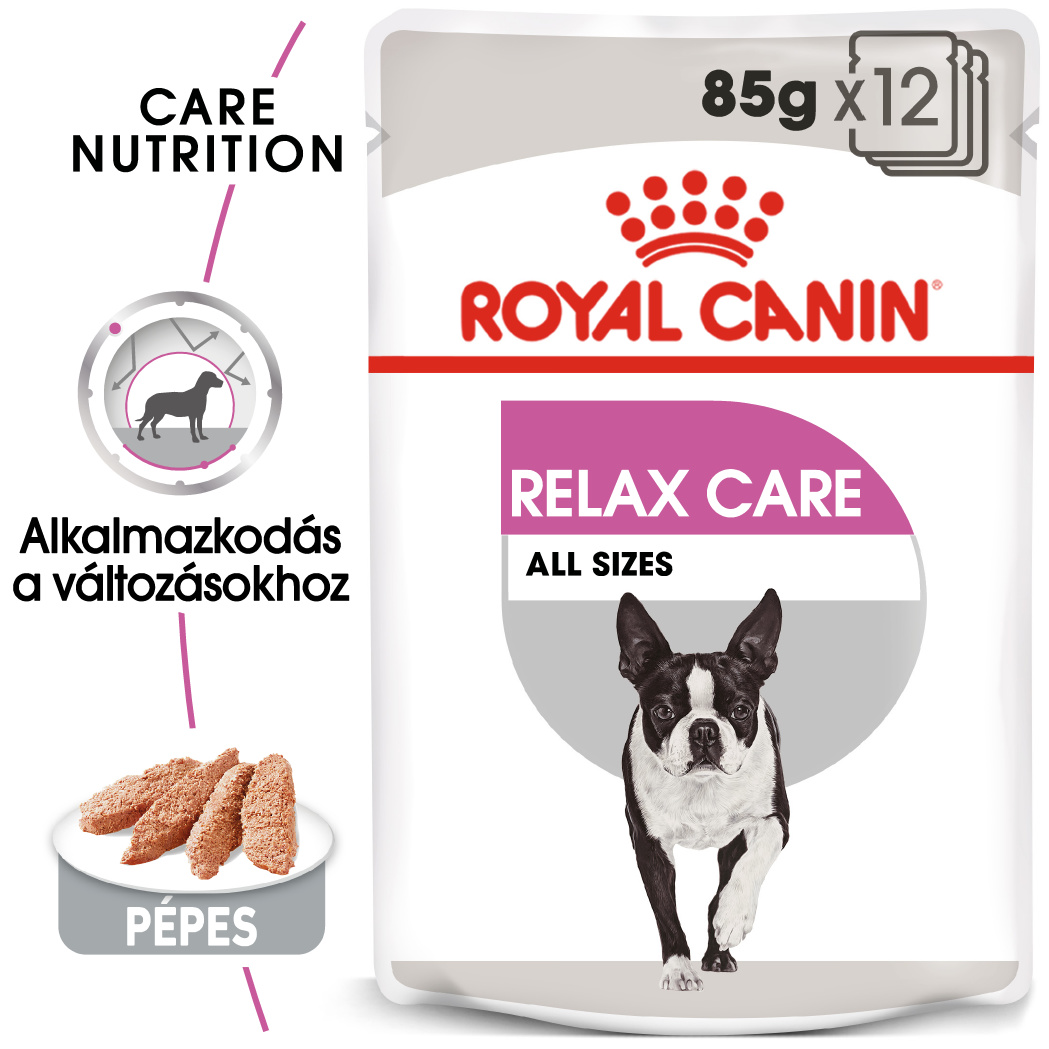 CARE
NUTRITION
Alkalmazkodás
a változásokhoz
PÉPES
85g x12
ROYAL CANIN®
RELAX CARE
ALL SIZES